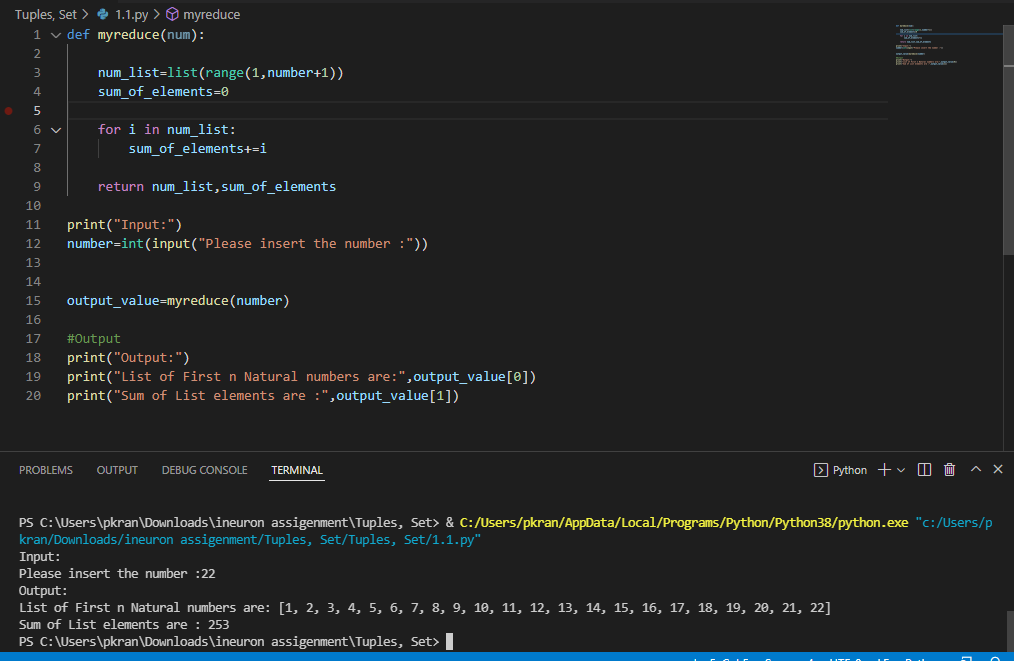 Tuples, Set > 1.1.py > myreduce
1 def myreduce(num):
2
3 num_list=list(range(1,number+1))
4 sum_of_elements=0
5
6 for i in num_list:
7 sum_of_elements+=i
8
9 return num_list,sum_of_elements
10
11 print("Input:")
12 number=int(input("Please insert the number :"))
13
14
15 output_value=myreduce(number)
16
17 #Output
18 print("Output:")
19 print("List of First n Natural numbers are:",output_value[0])
20 print("Sum of List elements are :",output_value[1])
PROBLEMS OUTPUT DEBUG CONSOLE TERMINAL Python
PS C:\Users\pkran\Downloads\ineuron assigenment\Tuples, Set> & C:/Users/pkran/AppData/Local/Programs/Python/Python38/python.exe "c:/Users/p
kran/Downloads/ineuron assigenment/Tuples, Set/Tuples, Set/1.1.py"
Input:
Please insert the number :22
Output:
List of First n Natural numbers are: [1, 2, 3, 4, 5, 6, 7, 8, 9, 10, 11, 12, 13, 14, 15, 16, 17, 18, 19, 20, 21, 22]
Sum of List elements are : 253
PS C:\Users\pkran\Downloads\ineuron assigenment\Tuples, Set>